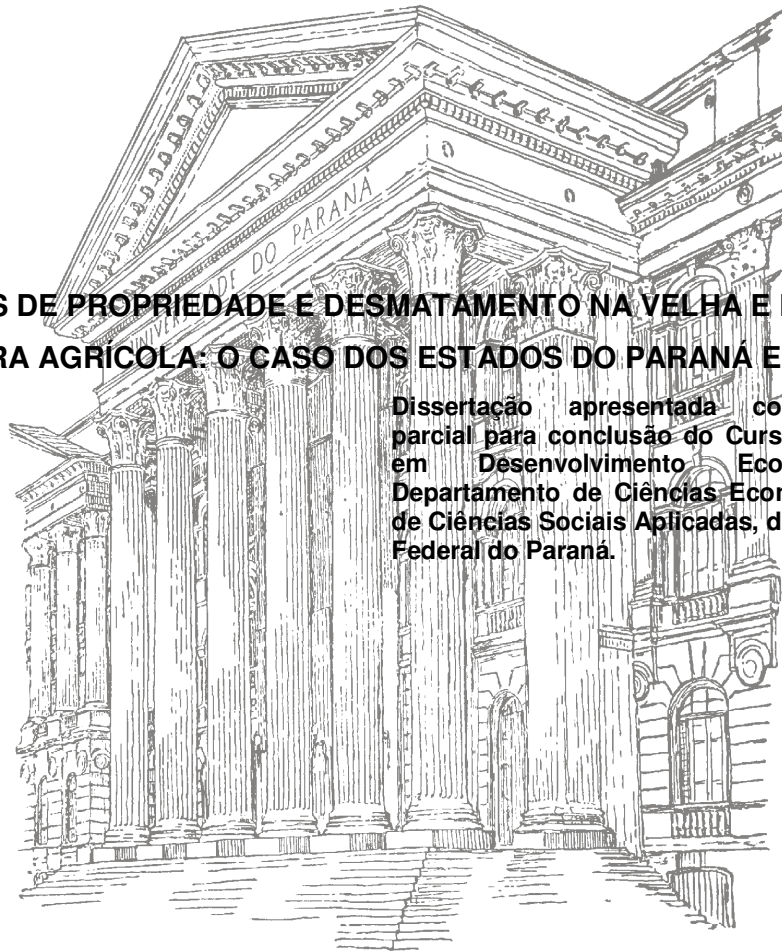 DADE DO PARANÁ
S DE PROPRIEDADE E DESMATAMENTO NA VELHA E
RA AGRÍCOLA: O CASO DOS ESTADOS DO PARANÁ E
Dissertação apresentada co
parcial para conclusão do Curs
em Desenvolvimento Eco
Departamento de Ciências Econ
de Ciências Sociais Aplicadas, d
Federal do Paraná.